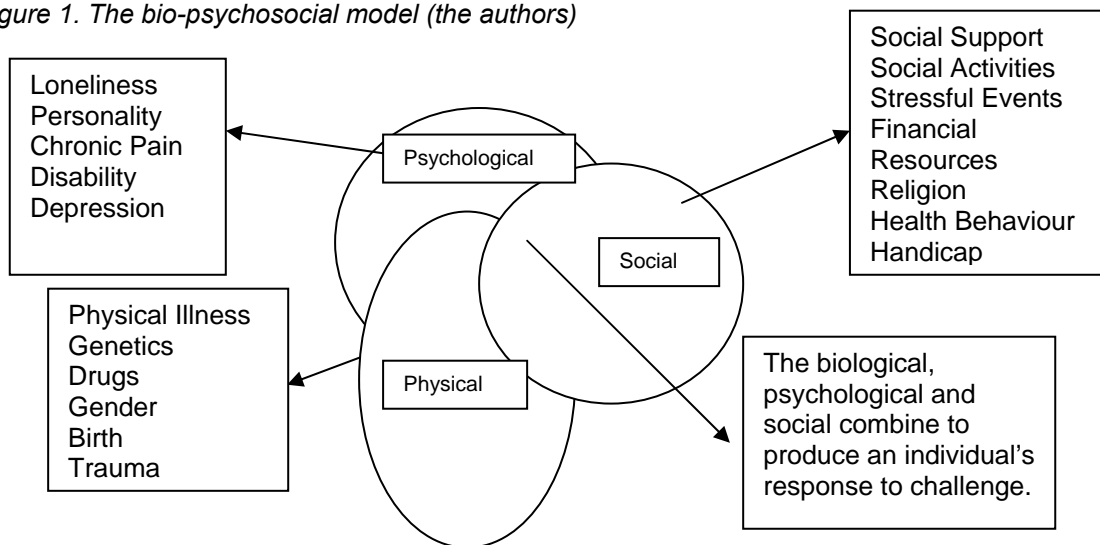 igure 1. The bio-psychosocial model (the authors)
Loneliness
Personality
Chronic Pain
Disability
Depression
Psychological
Social Support
Social Activities
Stressful Events
Financial
Resources
Religion
Health Behaviour
Handicap
Social
Physical Illness
Genetics
Drugs
Gender
Birth
Trauma
Physical
The biological,
psychological and
social combine to
produce an individual’s
response to challenge.